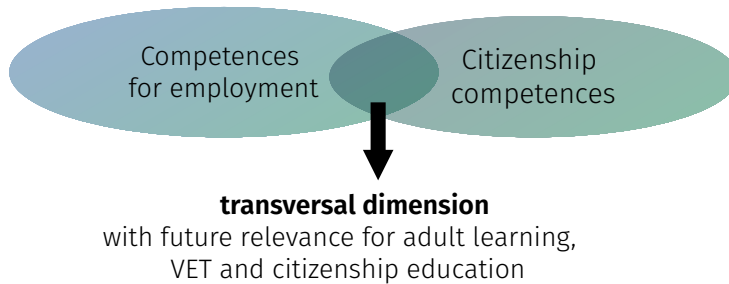 Competences
for employment
Citizenship
competences
transversal dimension
with future relevance for adult learning,
VET and citizenship education